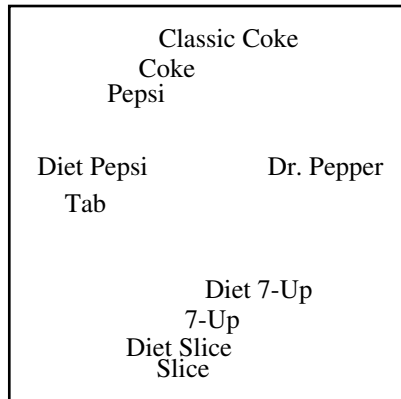 Classic Coke
Coke
Pepsi
Diet Pepsi
Dr. Pepper
Tab
Diet 7-Up
7-Up
Diet Slice
Slice